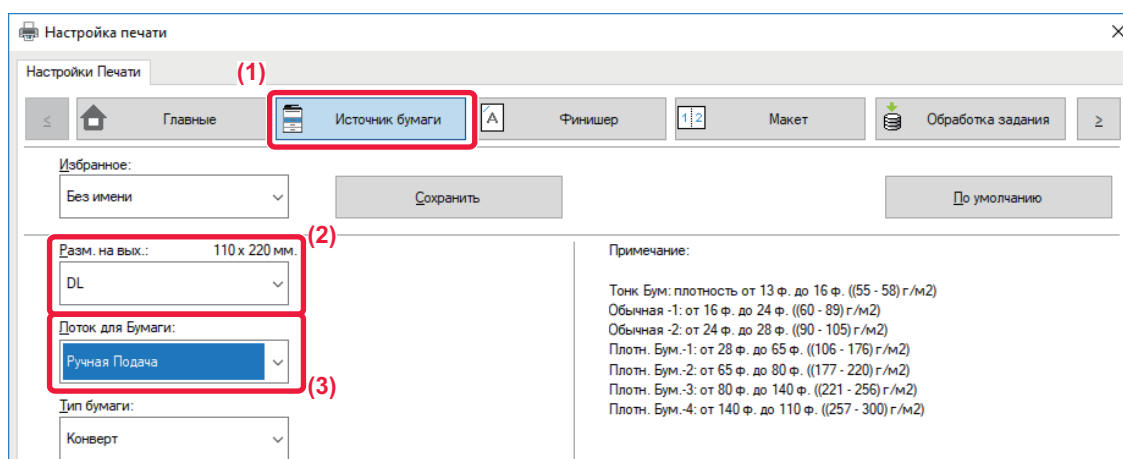 Настройка печати
Настройки Печати
(1)
Главные
Источник бумаги
A
Финишер
1 2
Макет
Обработка задания
Избранное:
Без имени
Сохранить
По умолчанию
(2)
Разм. на вых.: 110 x 220 мм.
DL
Лоток для Бумаги:
Ручная Подача
(3)
Тип бумаги:
Конверт
Примечание:
Тонк Бум: плотность от 13 ф. до 16 ф. ((55 - 58) г/м2)
Обычная -1: от 16 ф. до 24 ф. ((60 - 89) г/м2)
Обычная -2: от 24 ф. до 28 ф. ((90 - 105) г/м2)
Плотн. Бум.-1: от 28 ф. до 65 ф. ((106 - 176) г/м2)
Плотн. Бум.-2: от 65 ф. до 80 ф. ((177 - 220) г/м2)
Плотн. Бум.-3: от 80 ф. до 140 ф. ((221 - 256) г/м2)
Плотн. Бум.-4: от 140 ф. до 110 ф. ((257 - 300) г/м2)